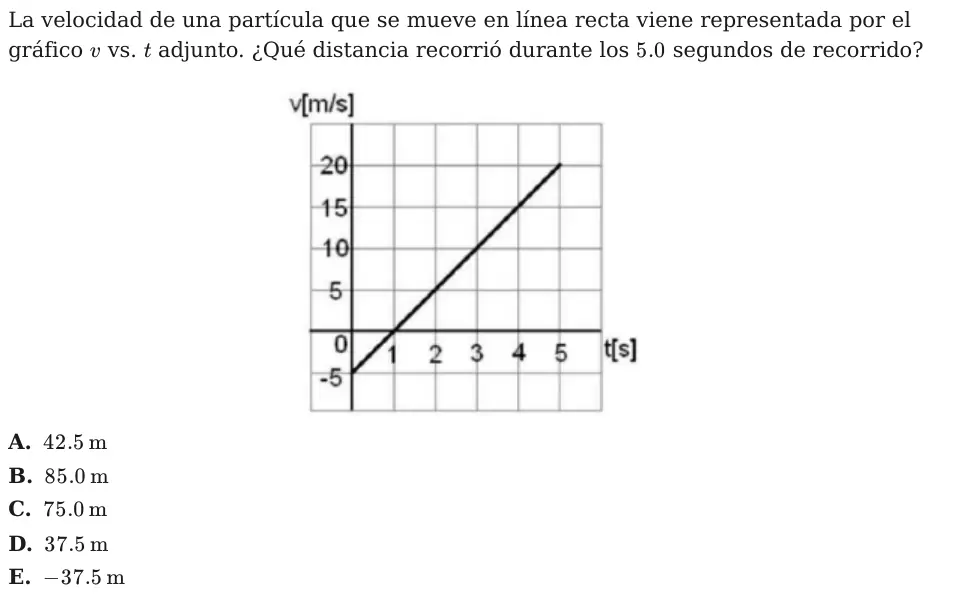 La velocidad de una partícula que se mueve en línea recta viene representada por el
gráfico v vs. t adjunto. ¿Qué distancia recorrió durante los 5.0 segundos de recorrido?
v[m/s]
20
15
10
5
0
1 2 3 4 5 t[s]
-5
A. 42.5 m
B. 85.0 m
C. 75.0 m
D. 37.5 m
E. −37.5 m